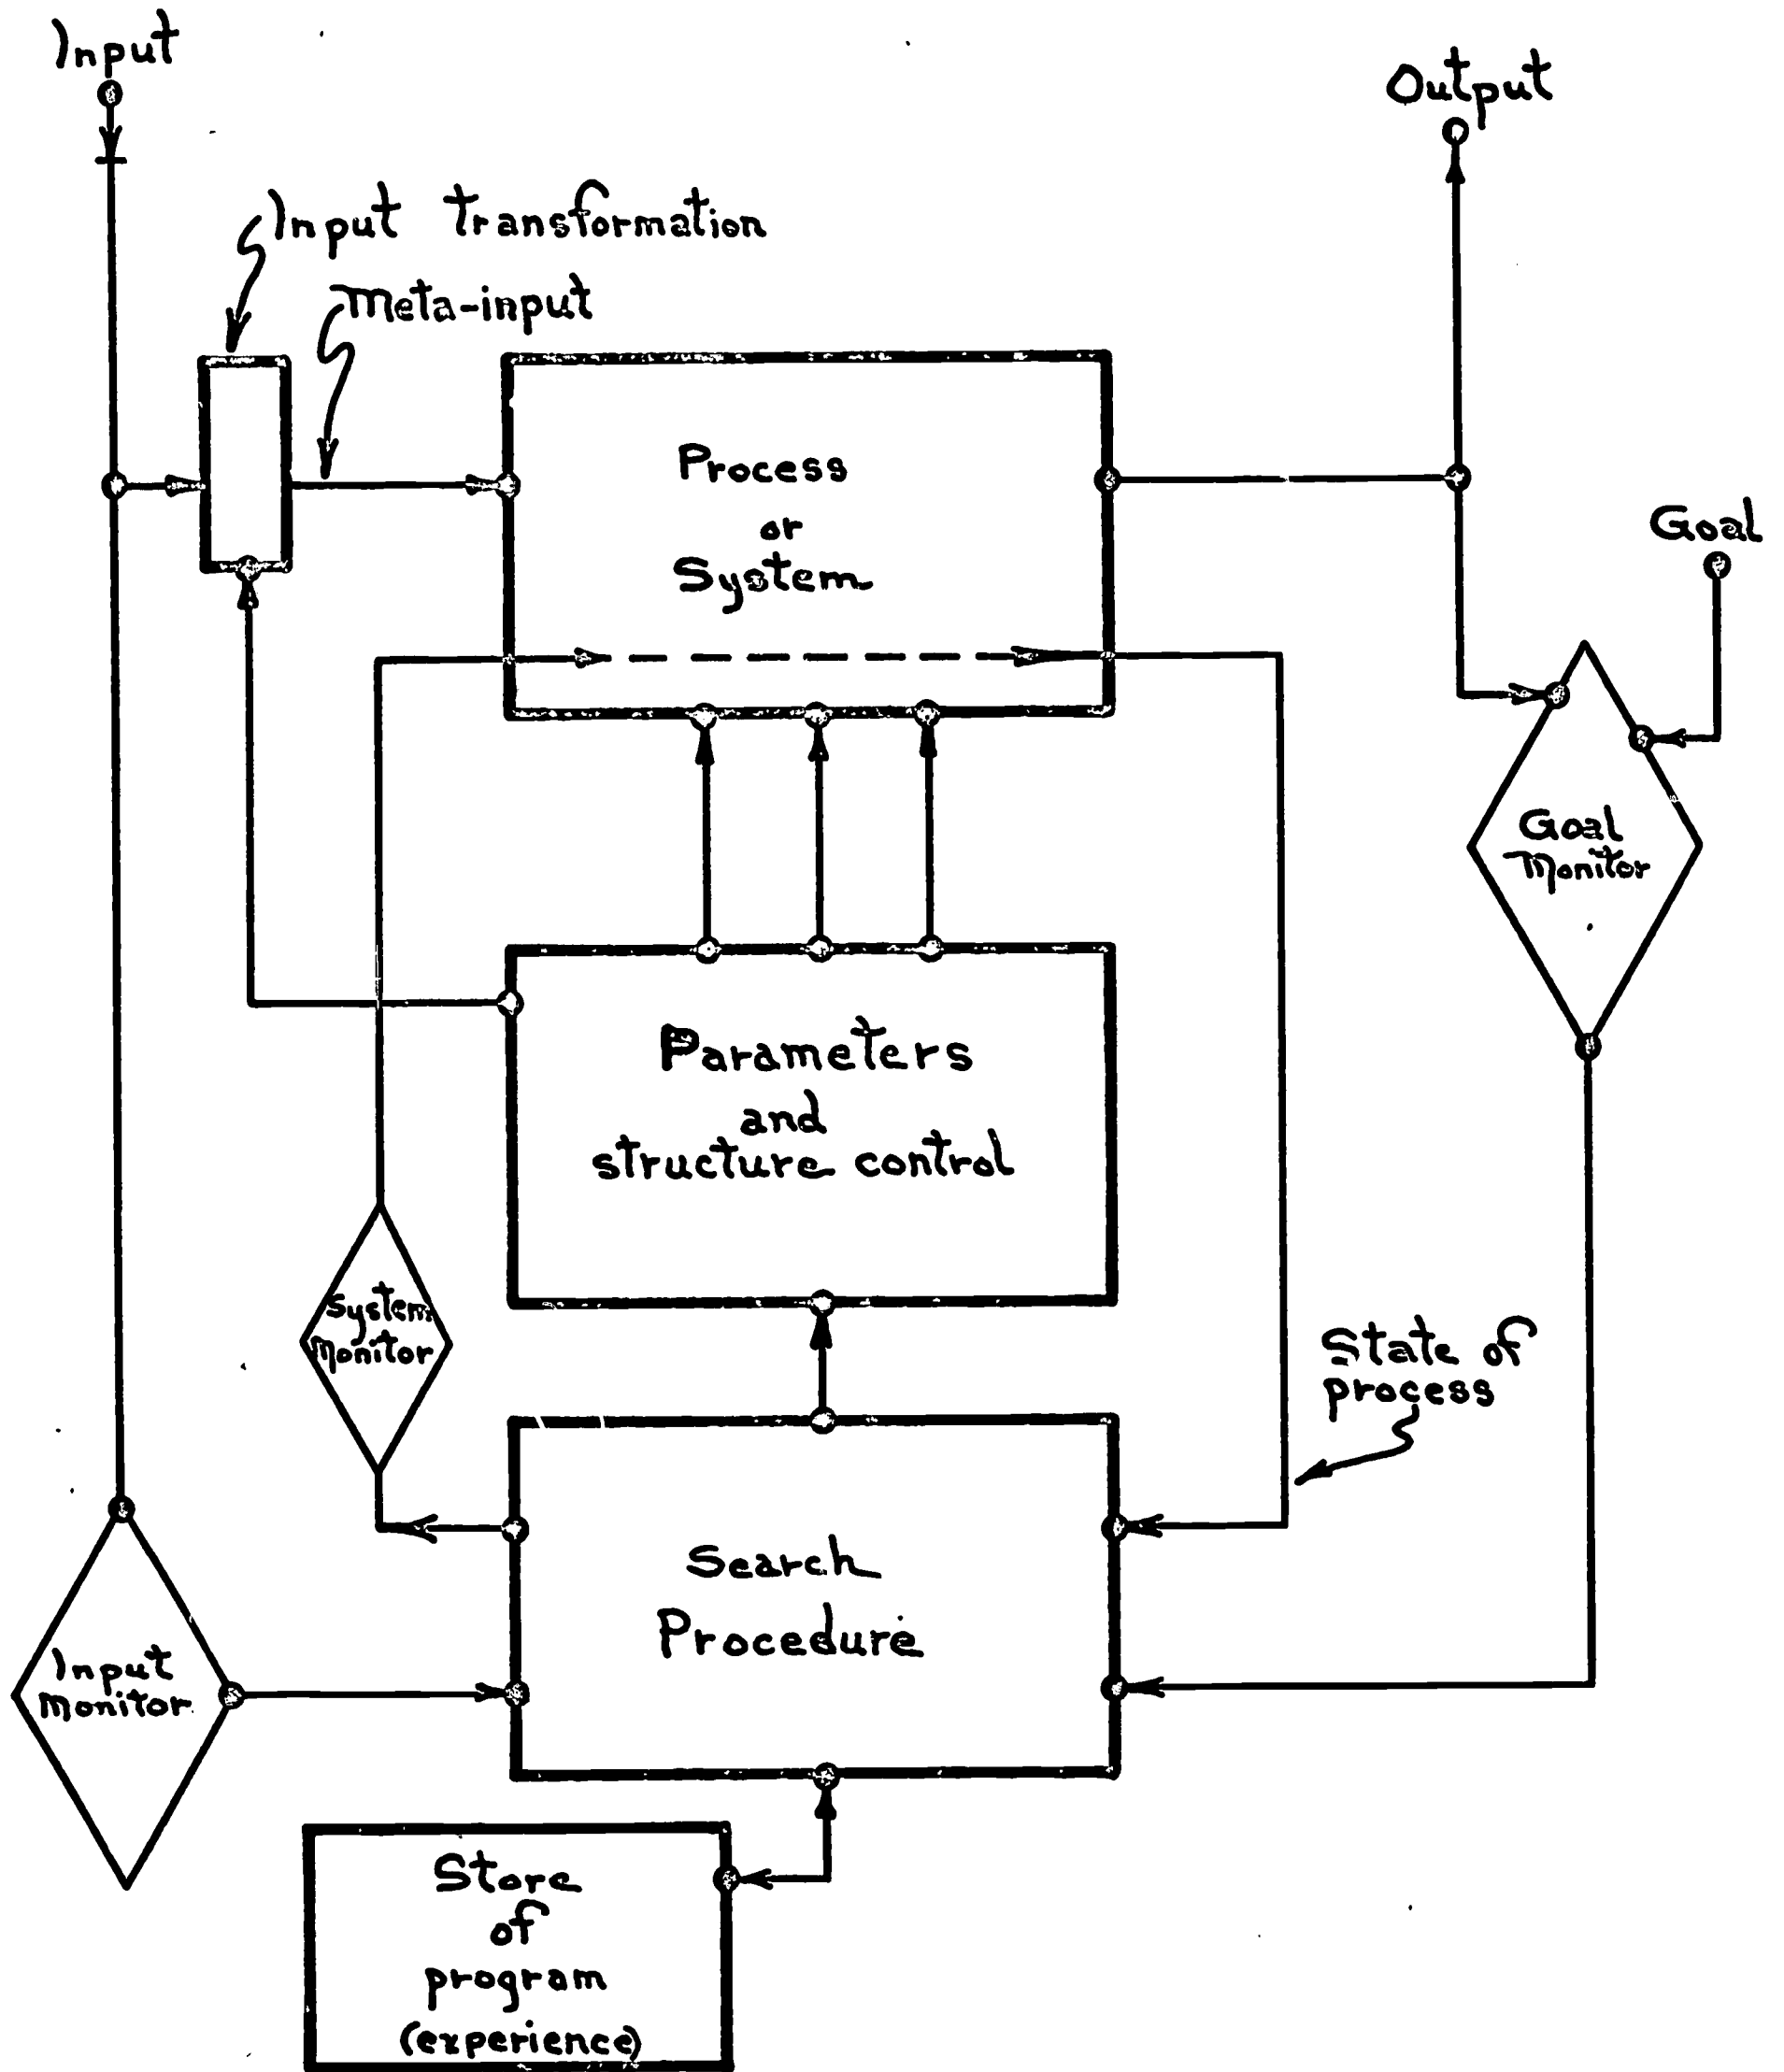 Input
Output
Input transformation
Meta-input
Process
or
System
Goal
Goal
Monitor
Parameters
and
structure control
System
Monitor
State of
process
Search
Procedure
Input
Monitor
Store
of
program
(experience)